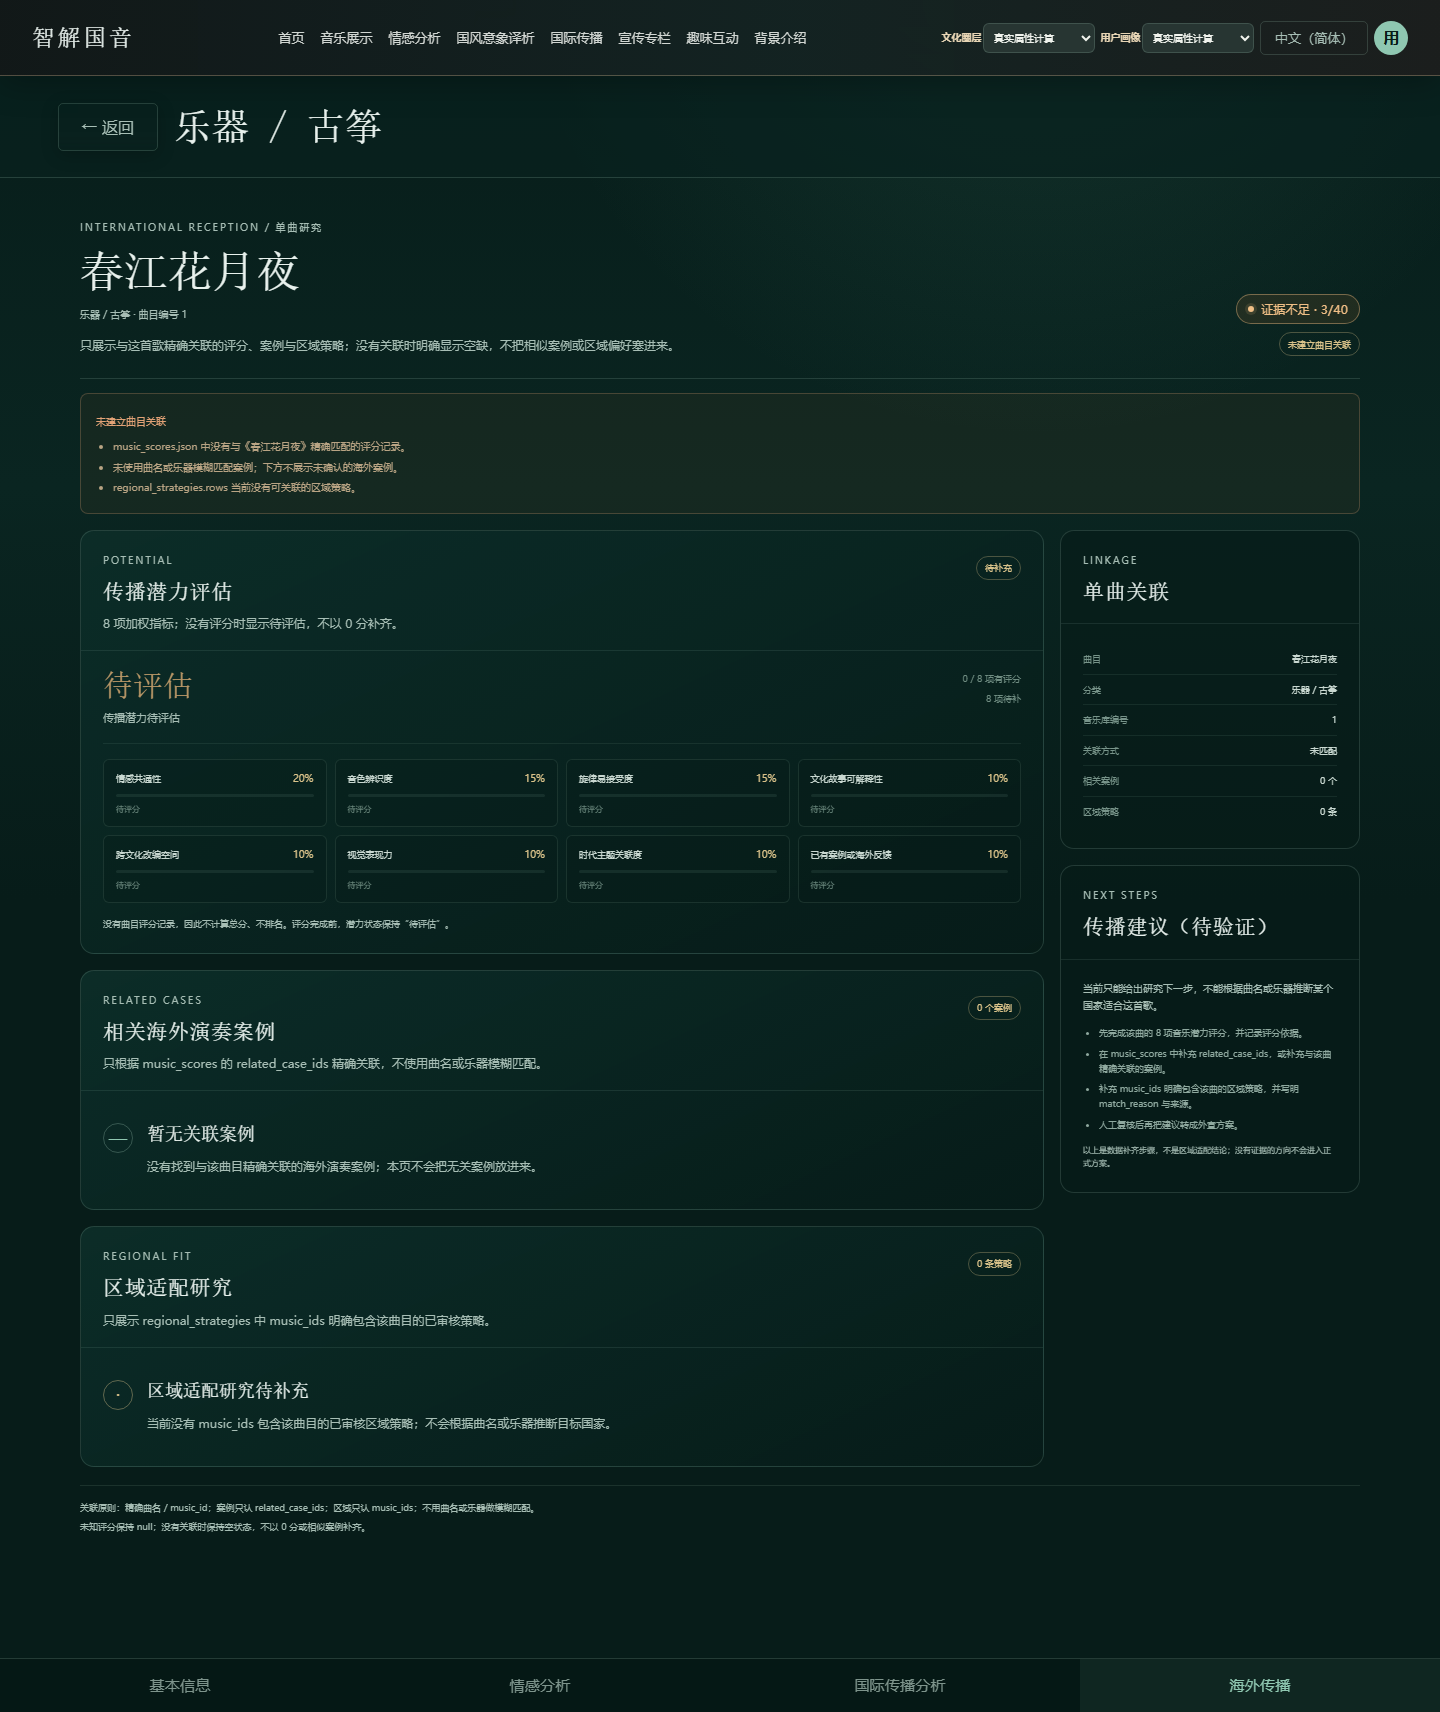 智解国音
首页 音乐展示 情感分析 国风意象译析 国际传播 宣传专栏 趣味互动 背景介绍
文化圈层 真实属性计算 用户画像 真实属性计算 中文（简体） 用
← 返回 乐器 / 古筝
INTERNATIONAL RECEPTION / 单曲研究
春江花月夜
乐器 / 古筝 · 曲目编号 1
只展示与这首歌精确关联的评分、案例与区域策略；没有关联时明确显示空缺，不把相似案例或区域偏好塞进来。
证据不足 · 3/40
未建立曲目关联
未建立曲目关联
• music_scores.json 中没有与《春江花月夜》精确匹配的评分记录。
• 未使用曲名或乐器模糊匹配案例；下方不展示未确认的海外案例。
• regional_strategies.rows 当前没有可关联的区域策略。
POTENTIAL
传播潜力评估
8 项加权指标；没有评分时显示待评估，不以 0 分补齐。
待补充
待评估
传播潜力待评估
0 / 8 项有评分
8 项待补
情感共通性 20%
待评分
音色辨识度 15%
待评分
旋律易接受度 15%
待评分
文化故事可解释性 10%
待评分
跨文化改编空间 10%
待评分
视觉表现力 10%
待评分
时代主题关联度 10%
待评分
已有案例或海外反馈 10%
待评分
没有曲目评分记录，因此不计算总分、不排名。评分完成前，潜力状态保持“待评估”。
RELATED CASES
相关海外演奏案例
只根据 music_scores 的 related_case_ids 精确关联，不使用曲名或乐器模糊匹配。
0 个案例
暂无关联案例
没有找到与该曲目精确关联的海外演奏案例；本页不会把无关案例放进来。
REGIONAL FIT
区域适配研究
只展示 regional_strategies 中 music_ids 明确包含该曲目的已审核策略。
0 条策略
区域适配研究待补充
当前没有 music_ids 包含该曲目的已审核区域策略；不会根据曲名或乐器推断目标国家。
LINKAGE
单曲关联
曲目 春江花月夜
分类 乐器 / 古筝
音乐库编号 1
关联方式 未匹配
相关案例 0 个
区域策略 0 条
NEXT STEPS
传播建议（待验证）
当前只能给出研究下一步，不能根据曲名或乐器推断某个
国家适合这首歌。
• 先完成该曲的 8 项音乐潜力评分，并记录评分依据。
• 在 music_scores 中补充 related_case_ids，或补充与该曲
精确关联的案例。
• 补充 music_ids 明确包含该曲的区域策略，并写明
match_reason 与来源。
• 人工复核后再把建议转成外宣方案。
以上是数据补齐步骤，不是区域适配结论；没有证据的方向不会进入正
式方案。
关联原则：精确曲名 / music_id；案例只认 related_case_ids；区域只认 music_ids；不用曲名或乐器做模糊匹配。
未知评分保持 null；没有关联时保持空状态，不以 0 分或相似案例补齐。
基本信息 情感分析 国际传播分析 海外传播